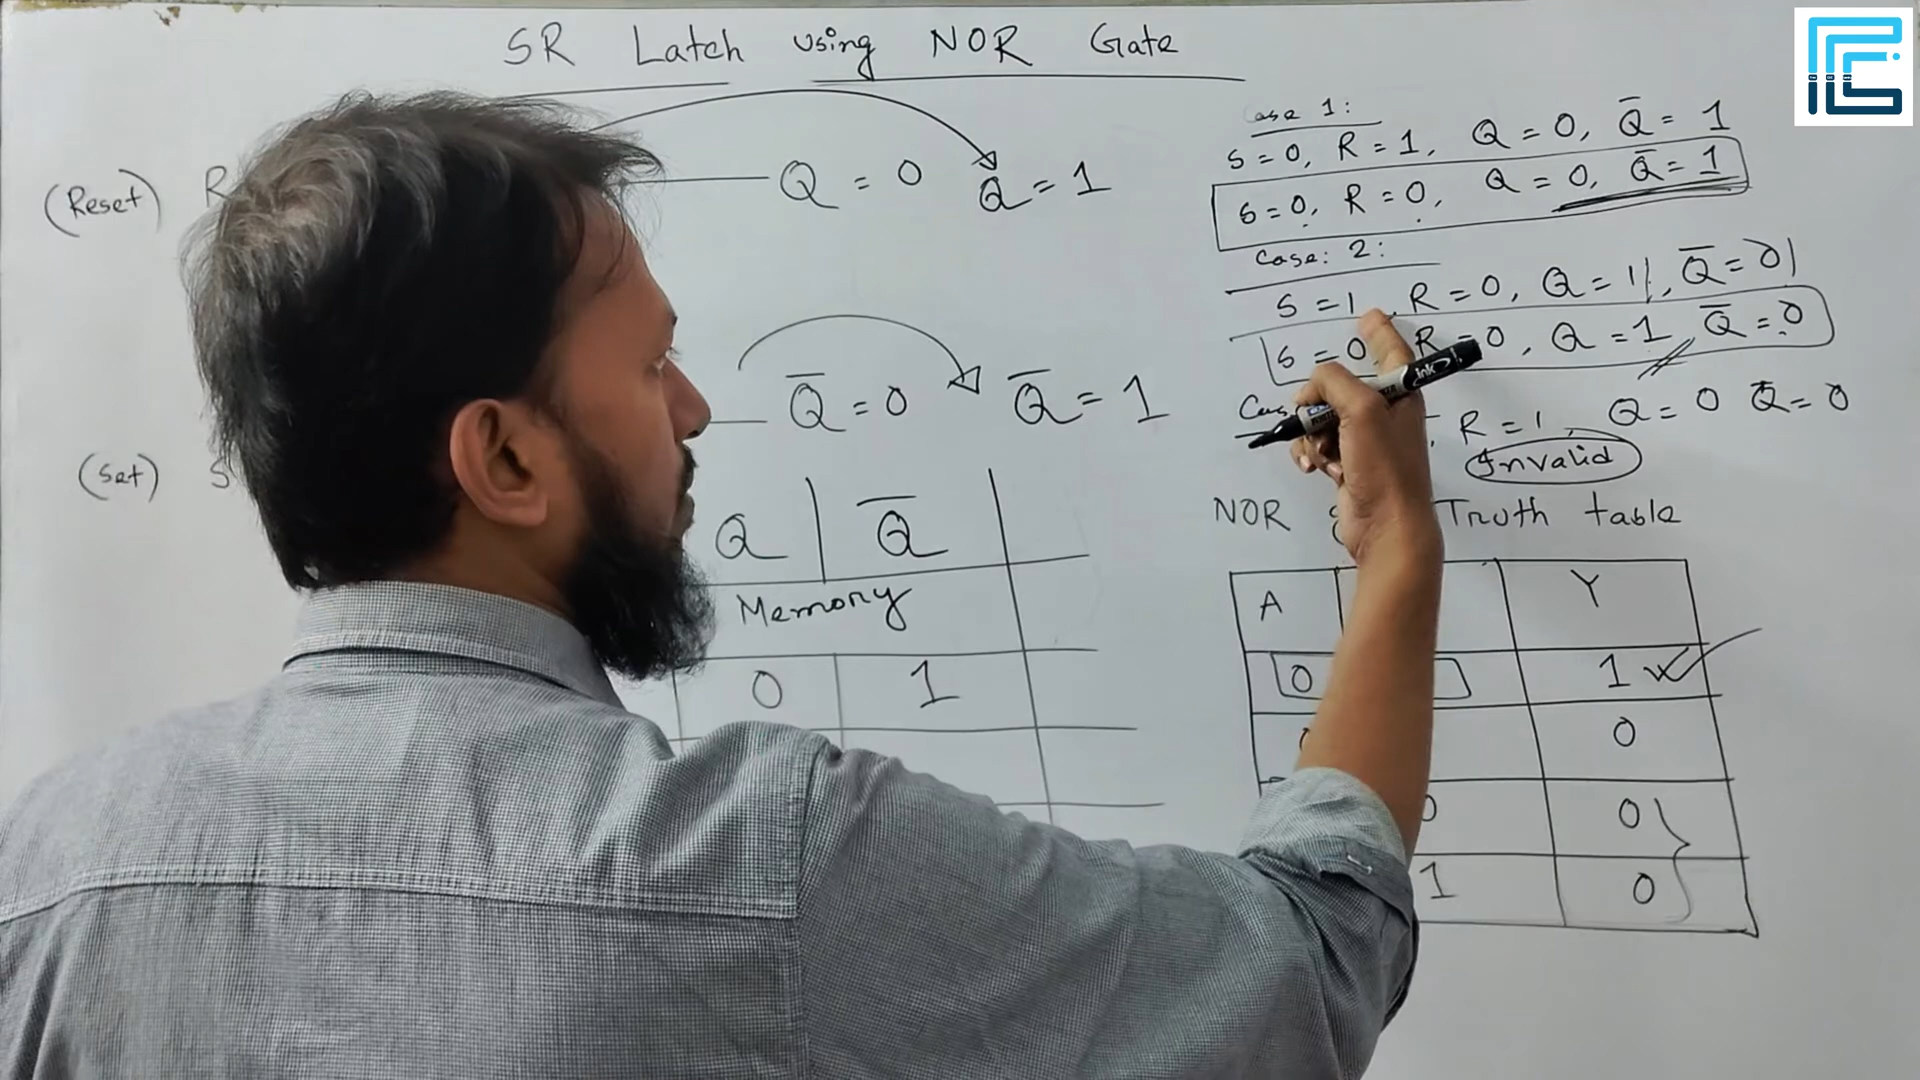 SR Latch using NOR Gate
(Reset) R
Q = 0 Q = 1
Q̅ = 0 Q̅ = 1
(Set) S
Q Q̅
Memory
0 1
Case 1:
S = 0, R = 1, Q = 0, Q̅ = 1
S = 0, R = 0, Q = 0, Q̅ = 1
Case: 2:
S = 1, R = 0, Q = 1, Q̅ = 0
S = 0, R = 0, Q = 1, Q̅ = 0
R = 1, Q = 0 Q̅ = 0
Invalid
NOR Truth table
A Y
0 1
0
0 0
1 0
ink